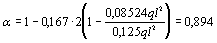 α = 1 − 0,167 · 2(1 − 0,08524ql² / 0,125ql²) = 0,894